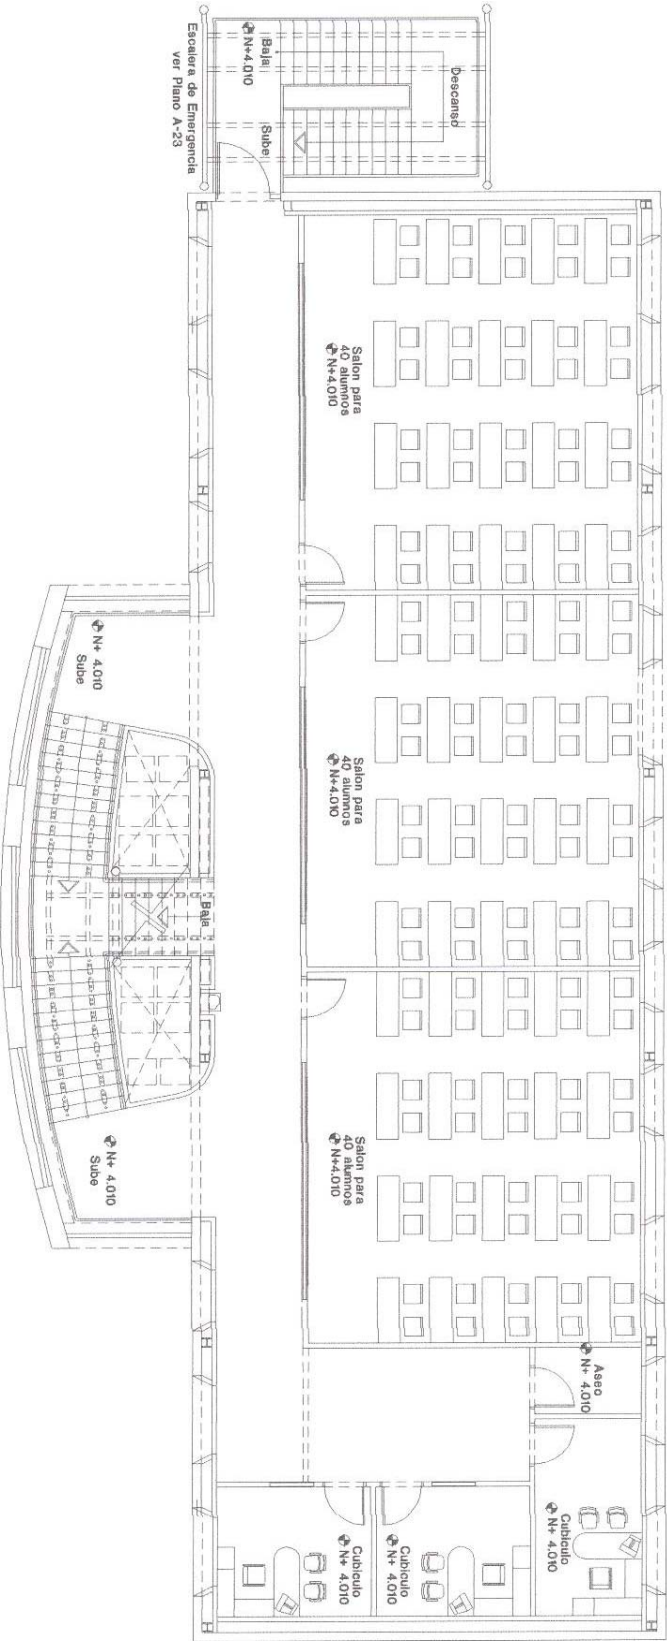 Escalera de Emergencia
ver Plano A-23
Baja
N+4.010
Sube
Descanso
Salon para
40 alumnos
N+4.010
Salon para
40 alumnos
N+4.010
Salon para
40 alumnos
N+4.010
N+ 4.010
Sube
Baja
N+ 4.010
Sube
Aseo
N+ 4.010
Cubiculo
N+ 4.010
Cubiculo
N+ 4.010
Cubiculo
N+ 4.010